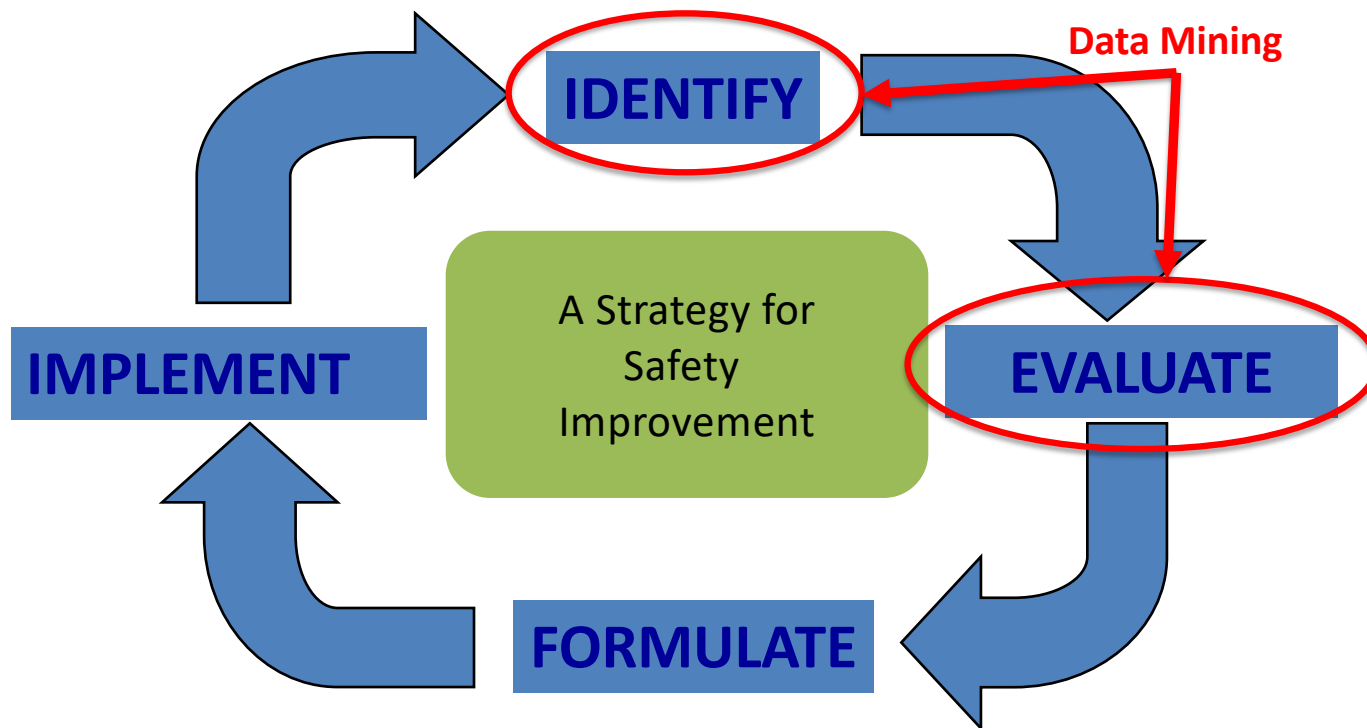 Data Mining
IDENTIFY
A Strategy for
Safety
Improvement
IMPLEMENT
EVALUATE
FORMULATE